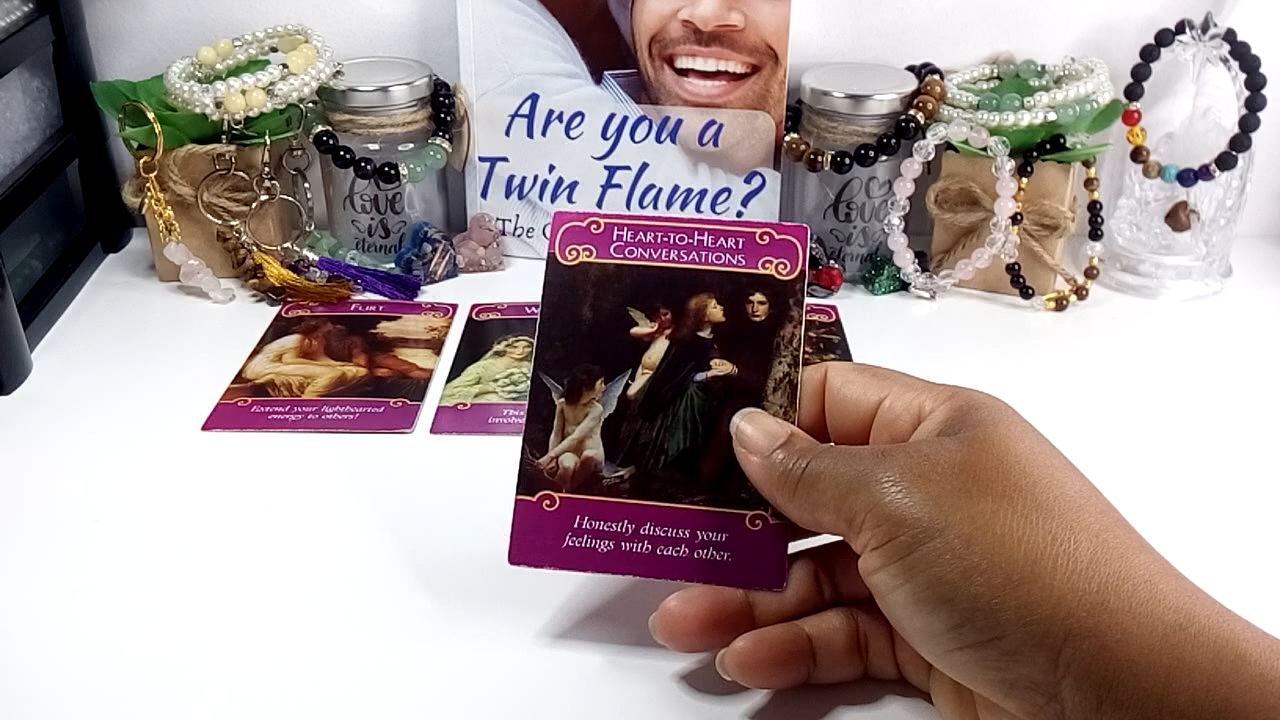 Are you a
Twin Flame?
The
love
is
eternal
love
is
eternal
HEART-TO-HEART
CONVERSATIONS
Honestly discuss your
feelings with each other.
FLIRT
Extend your lighthearted
energy to others!
This